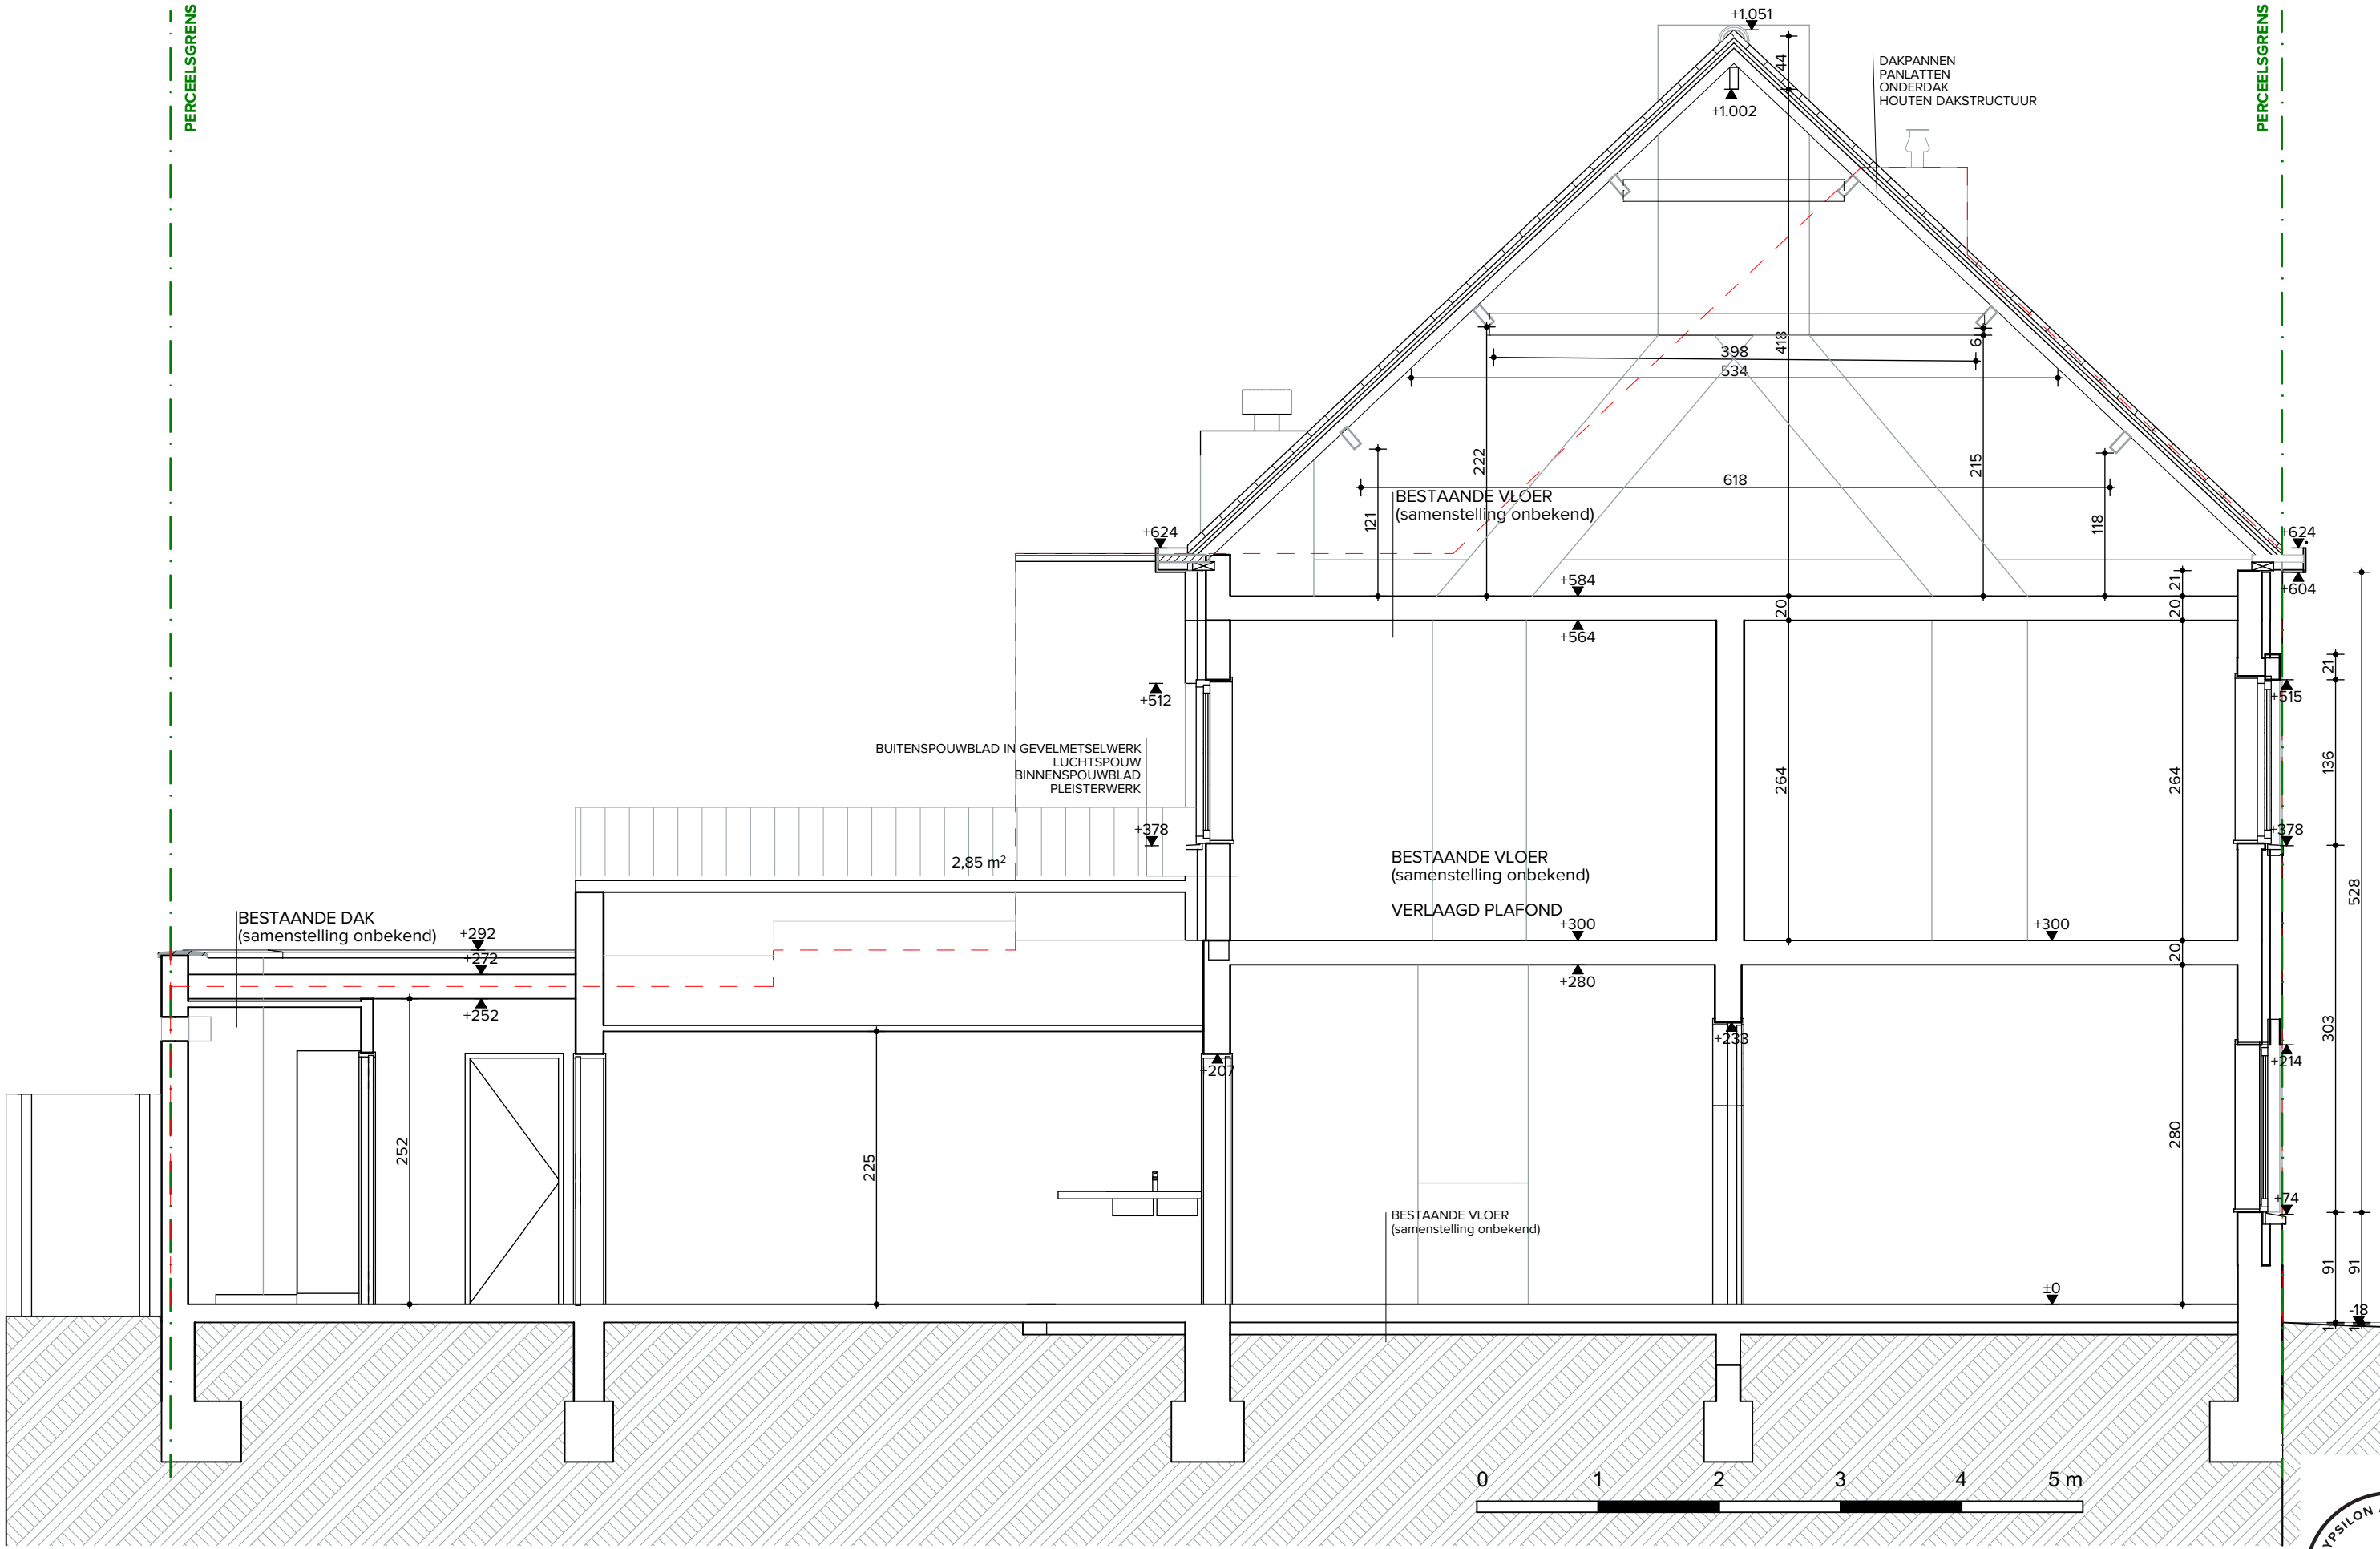 PERCEELSGRENS
PERCEELSGRENS
+1.051
44
DAKPANNEN
PANLATTEN
ONDERDAK
HOUTEN DAKSTRUCTUUR
+1.002
418
6
398
534
222
215
618
BESTAANDE VLOER
(samenstelling onbekend)
121
118
+624
+624
+584
21
+604
20
20
+564
21
+512
+515
BUITENSPOUWBLAD IN GEVELMETSELWERK
LUCHTSPOUW
BINNENSPOUWBLAD
PLEISTERWERK
264
264
136
+378
+378
2,85 m²
BESTAANDE VLOER
(samenstelling onbekend)
VERLAAGD PLAFOND
528
BESTAANDE DAK
(samenstelling onbekend)
+292
+300
+300
+272
20
+280
+252
303
+233
+214
+207
252
225
280
+74
BESTAANDE VLOER
(samenstelling onbekend)
91
91
±0
-18
0 1 2 3 4 5 m
YPSILON